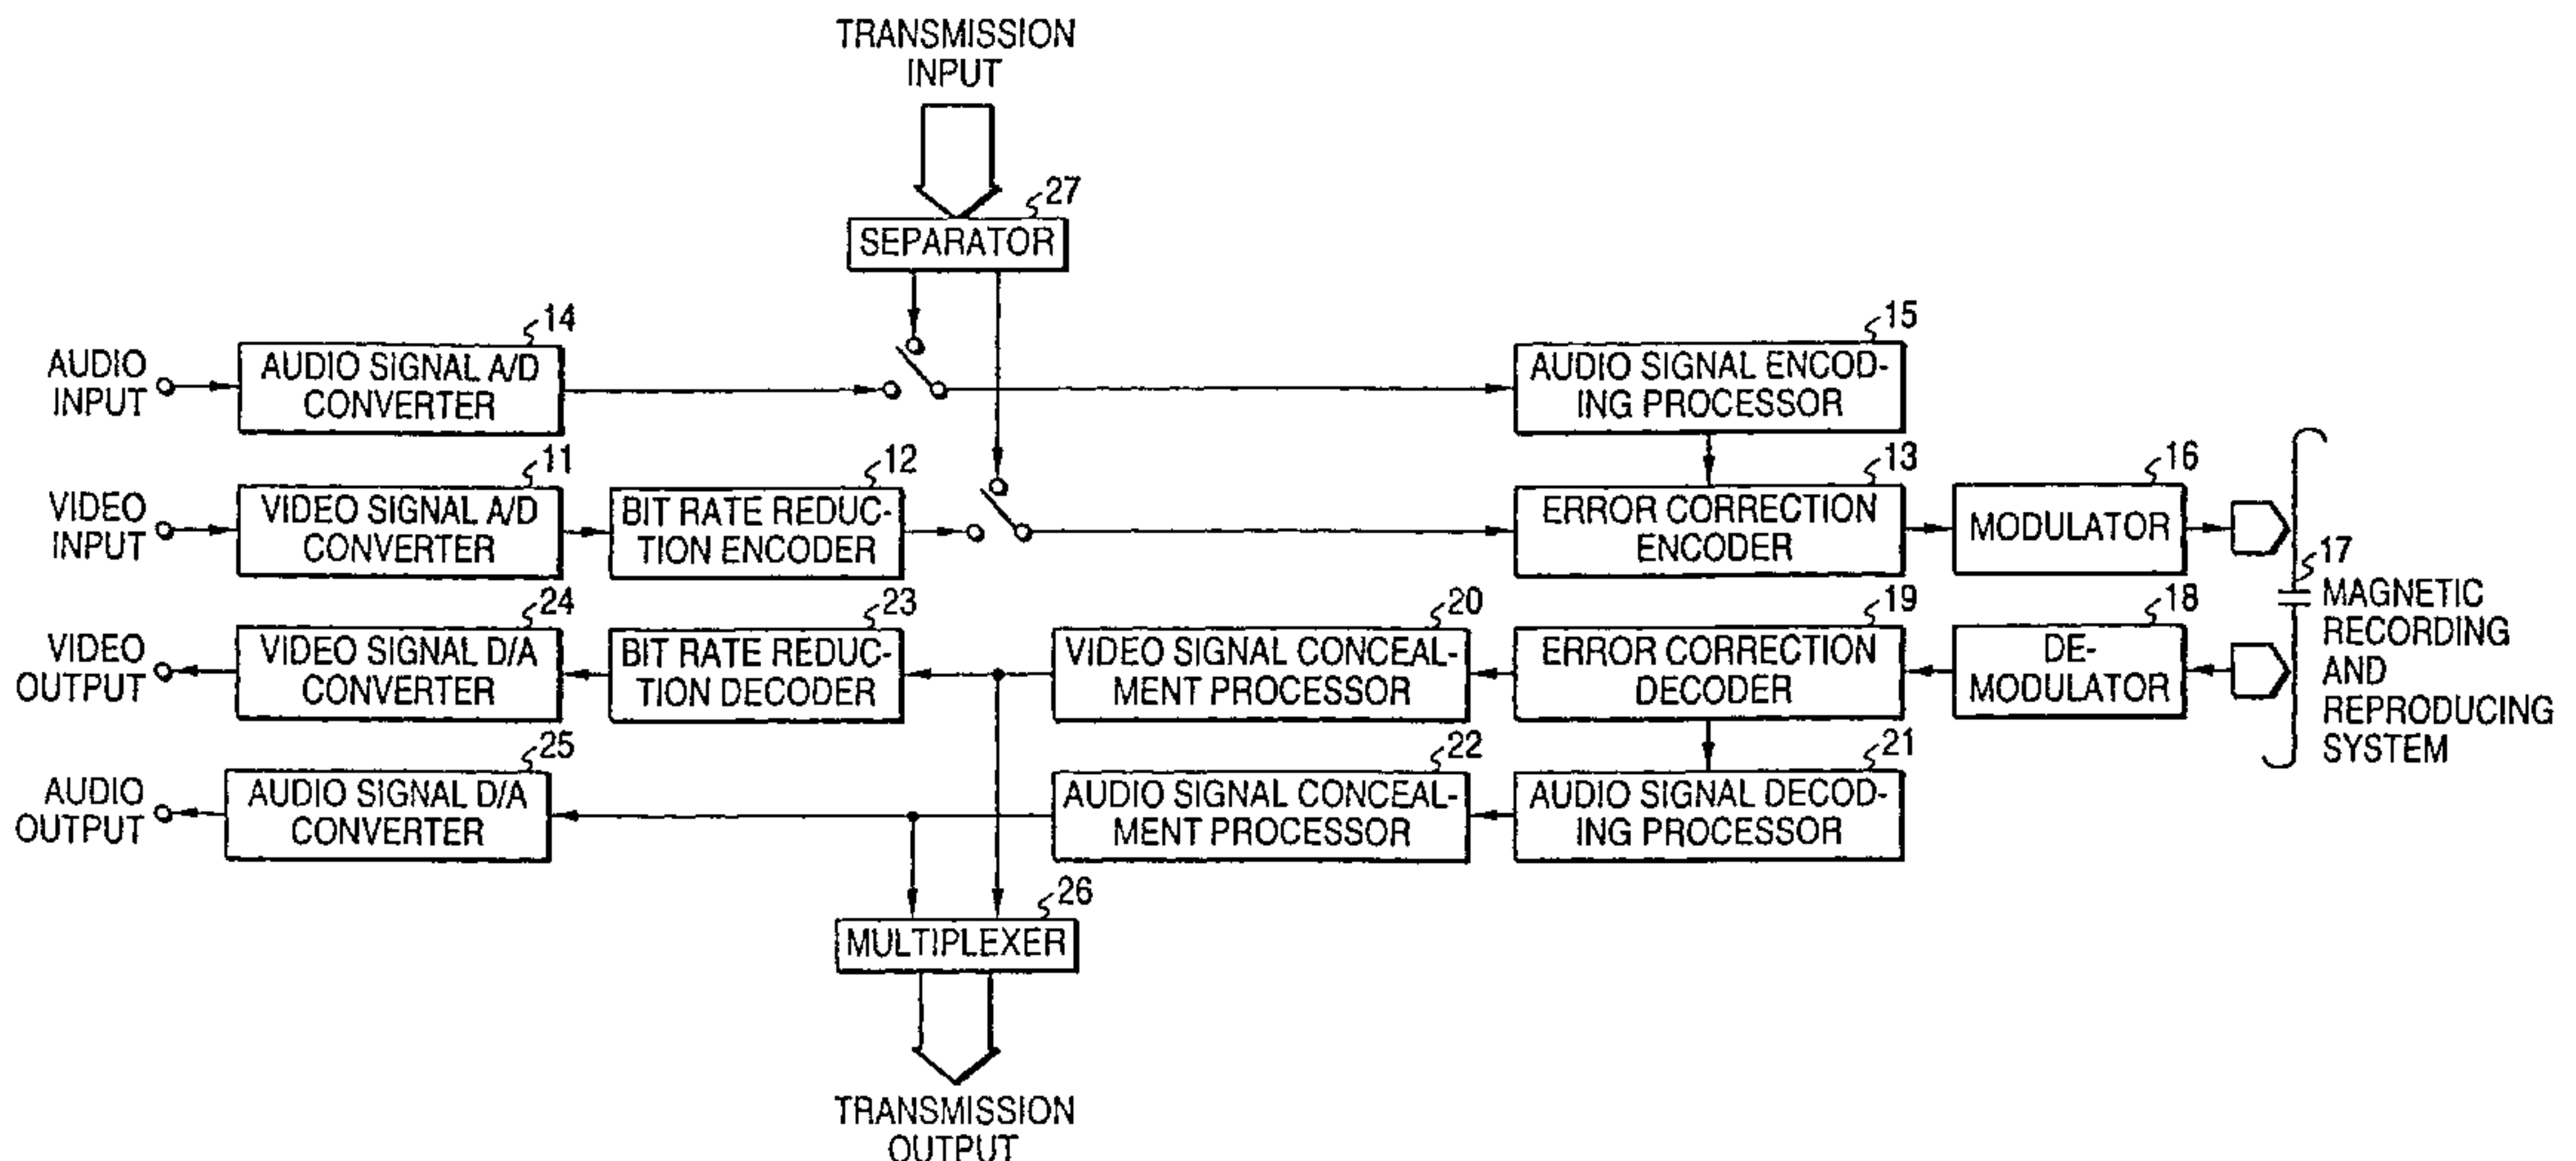 TRANSMISSION
INPUT
27
SEPARATOR
14
15
AUDIO
INPUT
AUDIO SIGNAL A/D
CONVERTER
AUDIO SIGNAL ENCOD-
ING PROCESSOR
11
12
13
16
VIDEO
INPUT
VIDEO SIGNAL A/D
CONVERTER
BIT RATE REDUC-
TION ENCODER
ERROR CORRECTION
ENCODER
MODULATOR
17
MAGNETIC
RECORDING
AND
REPRODUCING
SYSTEM
24
23
20
19
18
VIDEO
OUTPUT
VIDEO SIGNAL D/A
CONVERTER
BIT RATE REDUC-
TION DECODER
VIDEO SIGNAL CONCEAL-
MENT PROCESSOR
ERROR CORRECTION
DECODER
DE-
MODULATOR
25
22
21
AUDIO
OUTPUT
AUDIO SIGNAL D/A
CONVERTER
AUDIO SIGNAL CONCEAL-
MENT PROCESSOR
AUDIO SIGNAL DECOD-
ING PROCESSOR
26
MULTIPLEXER
TRANSMISSION
OUTPUT